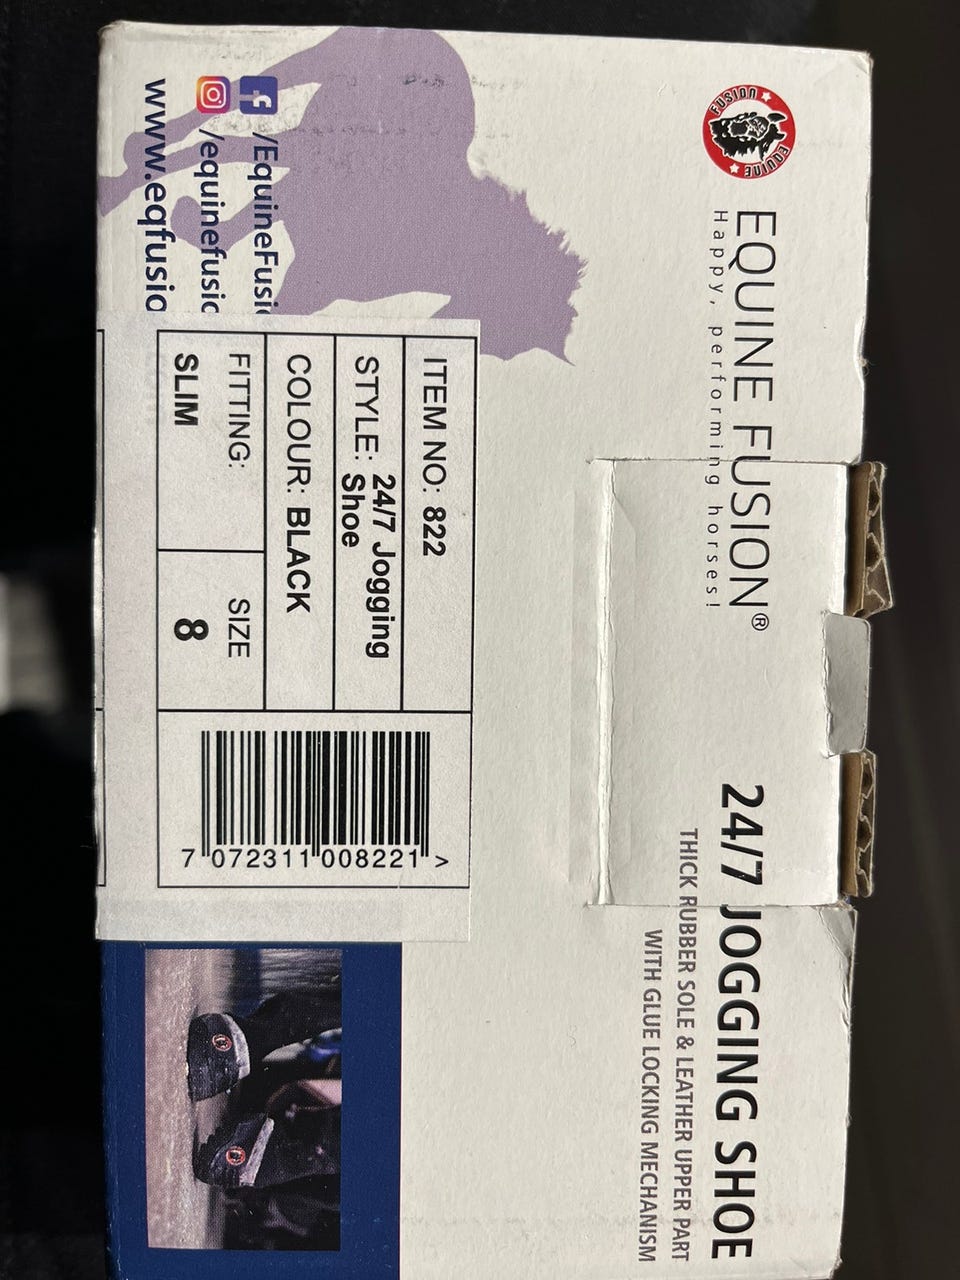 FUSION
EQUINE
EQUINE FUSION®
Happy, performing horses!
24/7 JOGGING SHOE
THICK RUBBER SOLE & LEATHER UPPER PART
WITH GLUE LOCKING MECHANISM
/EquineFusi
/equinefusio
www.eqfusio
ITEM NO: 822
STYLE: 24/7 Jogging
Shoe
COLOUR: BLACK
FITTING:
SLIM
SIZE
8
7 072311 008221 >